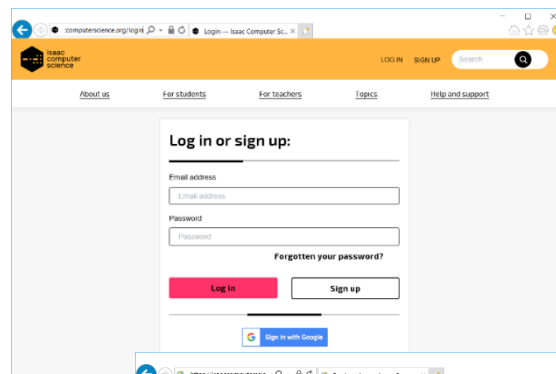 :computerscience.org/login
Login — Isaac Computer Sc...
isaac
computer
science
LOG IN
SIGN UP
Search
About us
For students
For teachers
Topics
Help and support
Log in or sign up:
Email address
Email address
Password
Password
Forgotten your password?
Log in
Sign up
G Sign in with Google